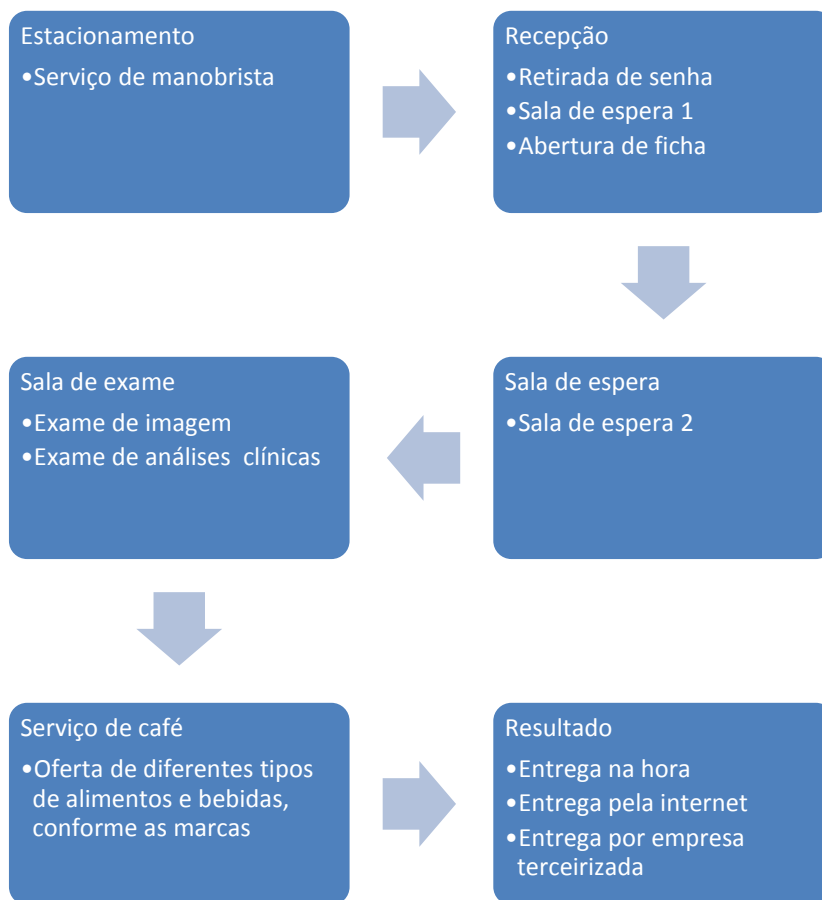 Estacionamento
•Serviço de manobrista
Recepção
•Retirada de senha
•Sala de espera 1
•Abertura de ficha
Sala de espera
•Sala de espera 2
Sala de exame
•Exame de imagem
•Exame de análises  clínicas
Serviço de café
•Oferta de diferentes tipos
de alimentos e bebidas,
conforme as marcas
Resultado
•Entrega na hora
•Entrega pela internet
•Entrega por empresa
terceirizada